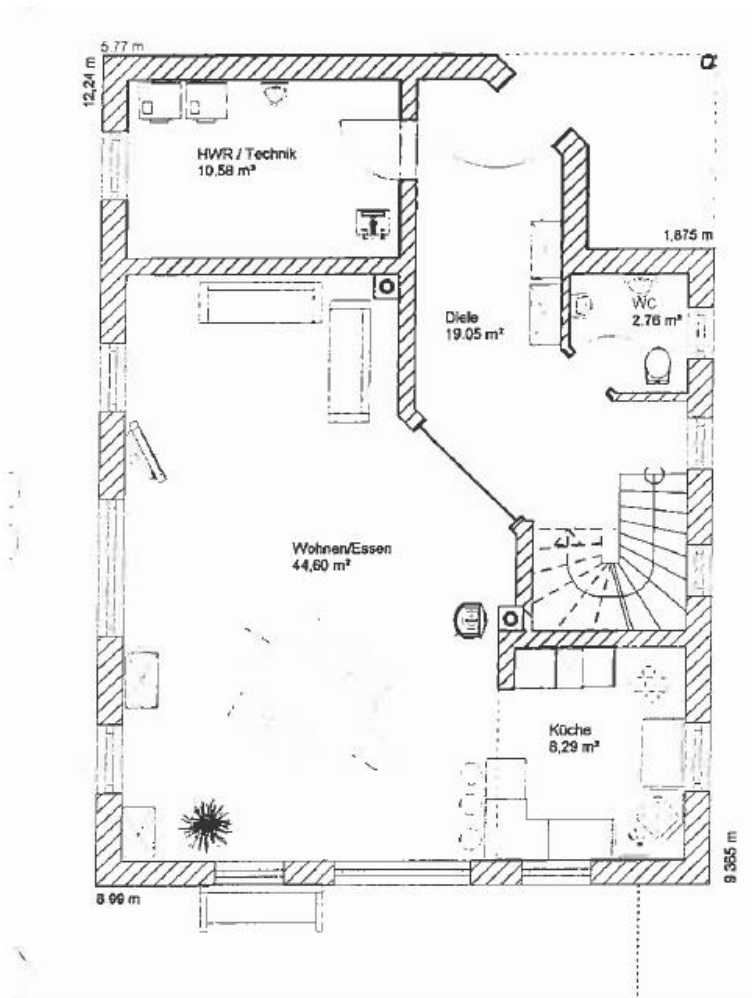 5.77 m
12,24 m
HWR / Technik
10,58 m²
1,875 m
Diele
19.05 m²
WC
2,76 m²
Wohnen/Essen
44,60 m²
Küche
8,29 m²
8.99 m
9.365 m